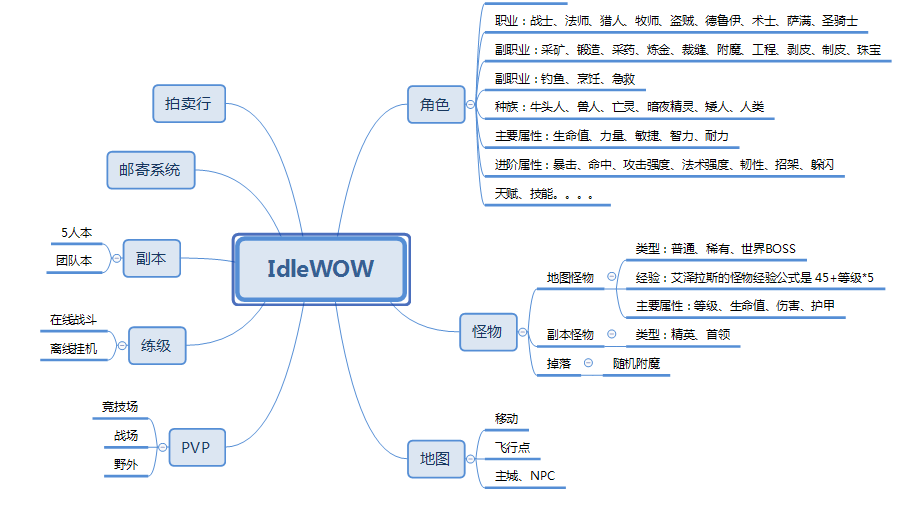 IdleWOW
角色
职业：战士、法师、猎人、牧师、盗贼、德鲁伊、术士、萨满、圣骑士
副职业：采矿、锻造、采药、炼金、裁缝、附魔、工程、剥皮、制皮、珠宝
副职业：钓鱼、烹饪、急救
种族：牛头人、兽人、亡灵、暗夜精灵、矮人、人类
主要属性：生命值、力量、敏捷、智力、耐力
进阶属性：暴击、命中、攻击强度、法术强度、韧性、招架、躲闪
天赋、技能。。。。
怪物
地图怪物
类型：普通、稀有、世界BOSS
经验：艾泽拉斯的怪物经验公式是 45+等级*5
主要属性：等级、生命值、伤害、护甲
副本怪物
类型：精英、首领
掉落
随机附魔
地图
移动
飞行点
主城、NPC
拍卖行
邮寄系统
副本
5人本
团队本
练级
在线战斗
离线挂机
PVP
竞技场
战场
野外